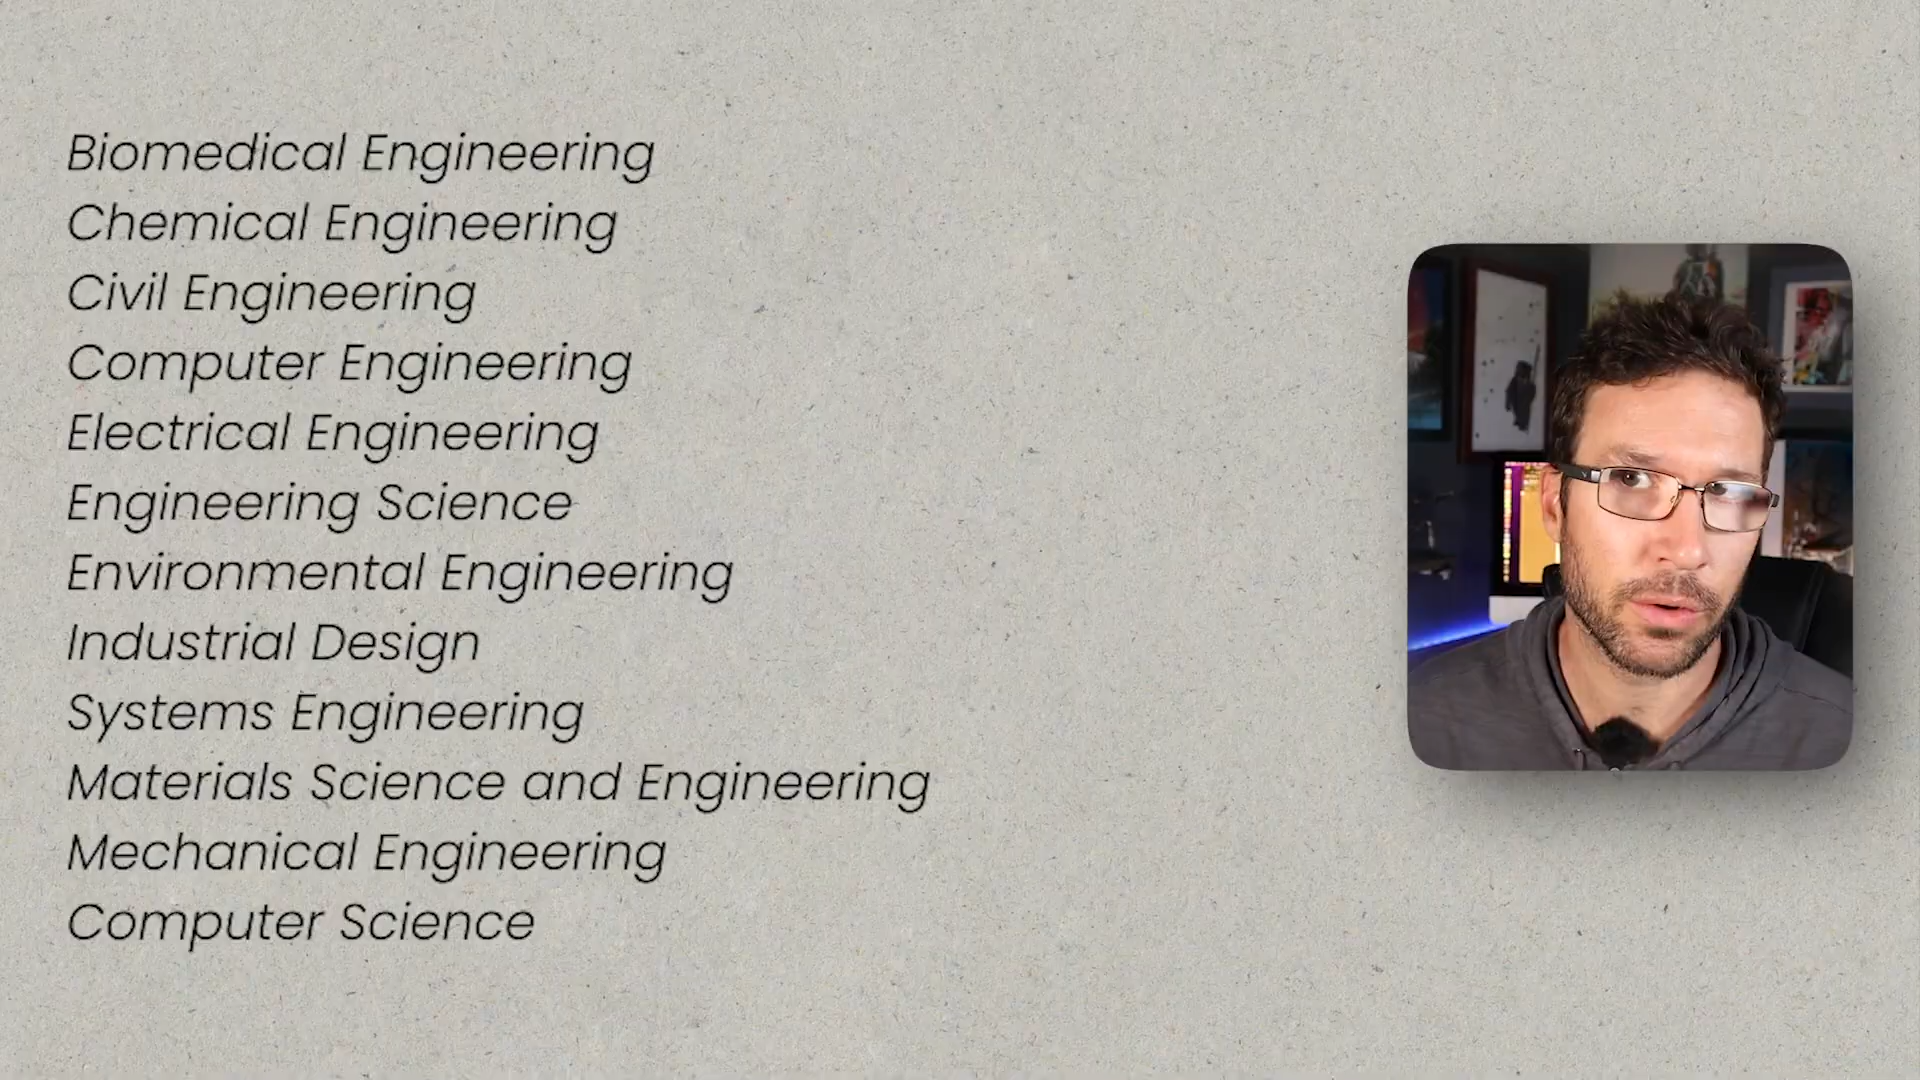 Biomedical Engineering
Chemical Engineering
Civil Engineering
Computer Engineering
Electrical Engineering
Engineering Science
Environmental Engineering
Industrial Design
Systems Engineering
Materials Science and Engineering
Mechanical Engineering
Computer Science